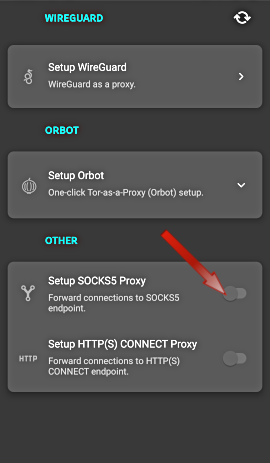 WIREGUARD
Setup WireGuard
WireGuard as a proxy.
ORBOT
Setup Orbot
One-click Tor-as-a-Proxy (Orbot) setup.
OTHER
Setup SOCKS5 Proxy
Forward connections to SOCKS5
endpoint.
HTTP
Setup HTTP(S) CONNECT Proxy
Forward connections to HTTP(S)
CONNECT endpoint.